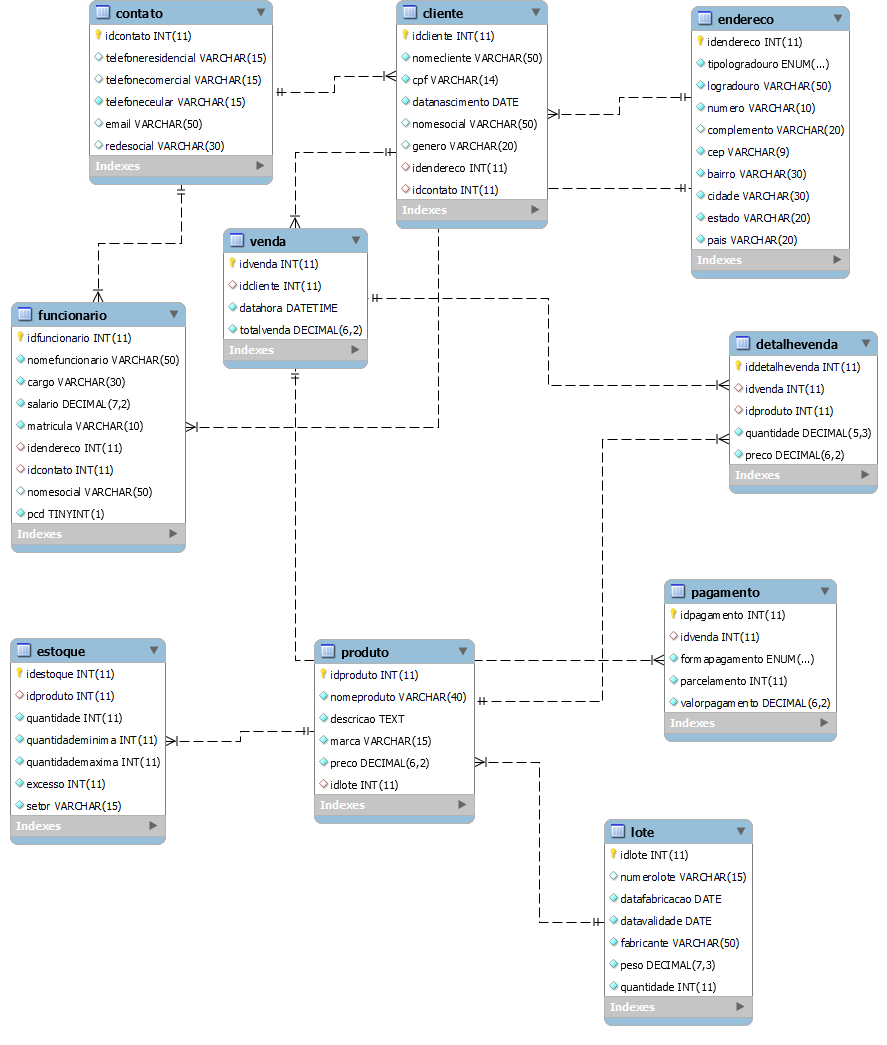 contato
idcontato INT(11)
telefoneresidencial VARCHAR(15)
telefonecomercial VARCHAR(15)
telefoneceular VARCHAR(15)
email VARCHAR(50)
redesocial VARCHAR(30)
Indexes
cliente
idcliente INT(11)
nomecliente VARCHAR(50)
cpf VARCHAR(14)
datanascimento DATE
nomesocial VARCHAR(50)
genero VARCHAR(20)
idendereco INT(11)
idcontato INT(11)
Indexes
endereco
idendereco INT(11)
tipologradouro ENUM(...)
logradouro VARCHAR(50)
numero VARCHAR(10)
complemento VARCHAR(20)
cep VARCHAR(9)
bairro VARCHAR(30)
cidade VARCHAR(30)
estado VARCHAR(20)
pais VARCHAR(20)
Indexes
venda
idvenda INT(11)
idcliente INT(11)
datahora DATETIME
totalvenda DECIMAL(6,2)
Indexes
funcionario
idfuncionario INT(11)
nomefuncionario VARCHAR(50)
cargo VARCHAR(30)
salario DECIMAL(7,2)
matricula VARCHAR(10)
idendereco INT(11)
idcontato INT(11)
nomesocial VARCHAR(50)
pcd TINYINT(1)
Indexes
detalhevenda
iddetalhevenda INT(11)
idvenda INT(11)
idproduto INT(11)
quantidade DECIMAL(5,3)
preco DECIMAL(6,2)
Indexes
pagamento
idpagamento INT(11)
idvenda INT(11)
formapagamento ENUM(...)
parcelamento INT(11)
valorpagamento DECIMAL(6,2)
Indexes
estoque
idestoque INT(11)
idproduto INT(11)
quantidade INT(11)
quantidademinima INT(11)
quantidademaxima INT(11)
excesso INT(11)
setor VARCHAR(15)
Indexes
produto
idproduto INT(11)
nomeproduto VARCHAR(40)
descricao TEXT
marca VARCHAR(15)
preco DECIMAL(6,2)
idlote INT(11)
Indexes
lote
idlote INT(11)
numerolote VARCHAR(15)
datafabricacao DATE
datavalidade DATE
fabricante VARCHAR(50)
peso DECIMAL(7,3)
quantidade INT(11)
Indexes